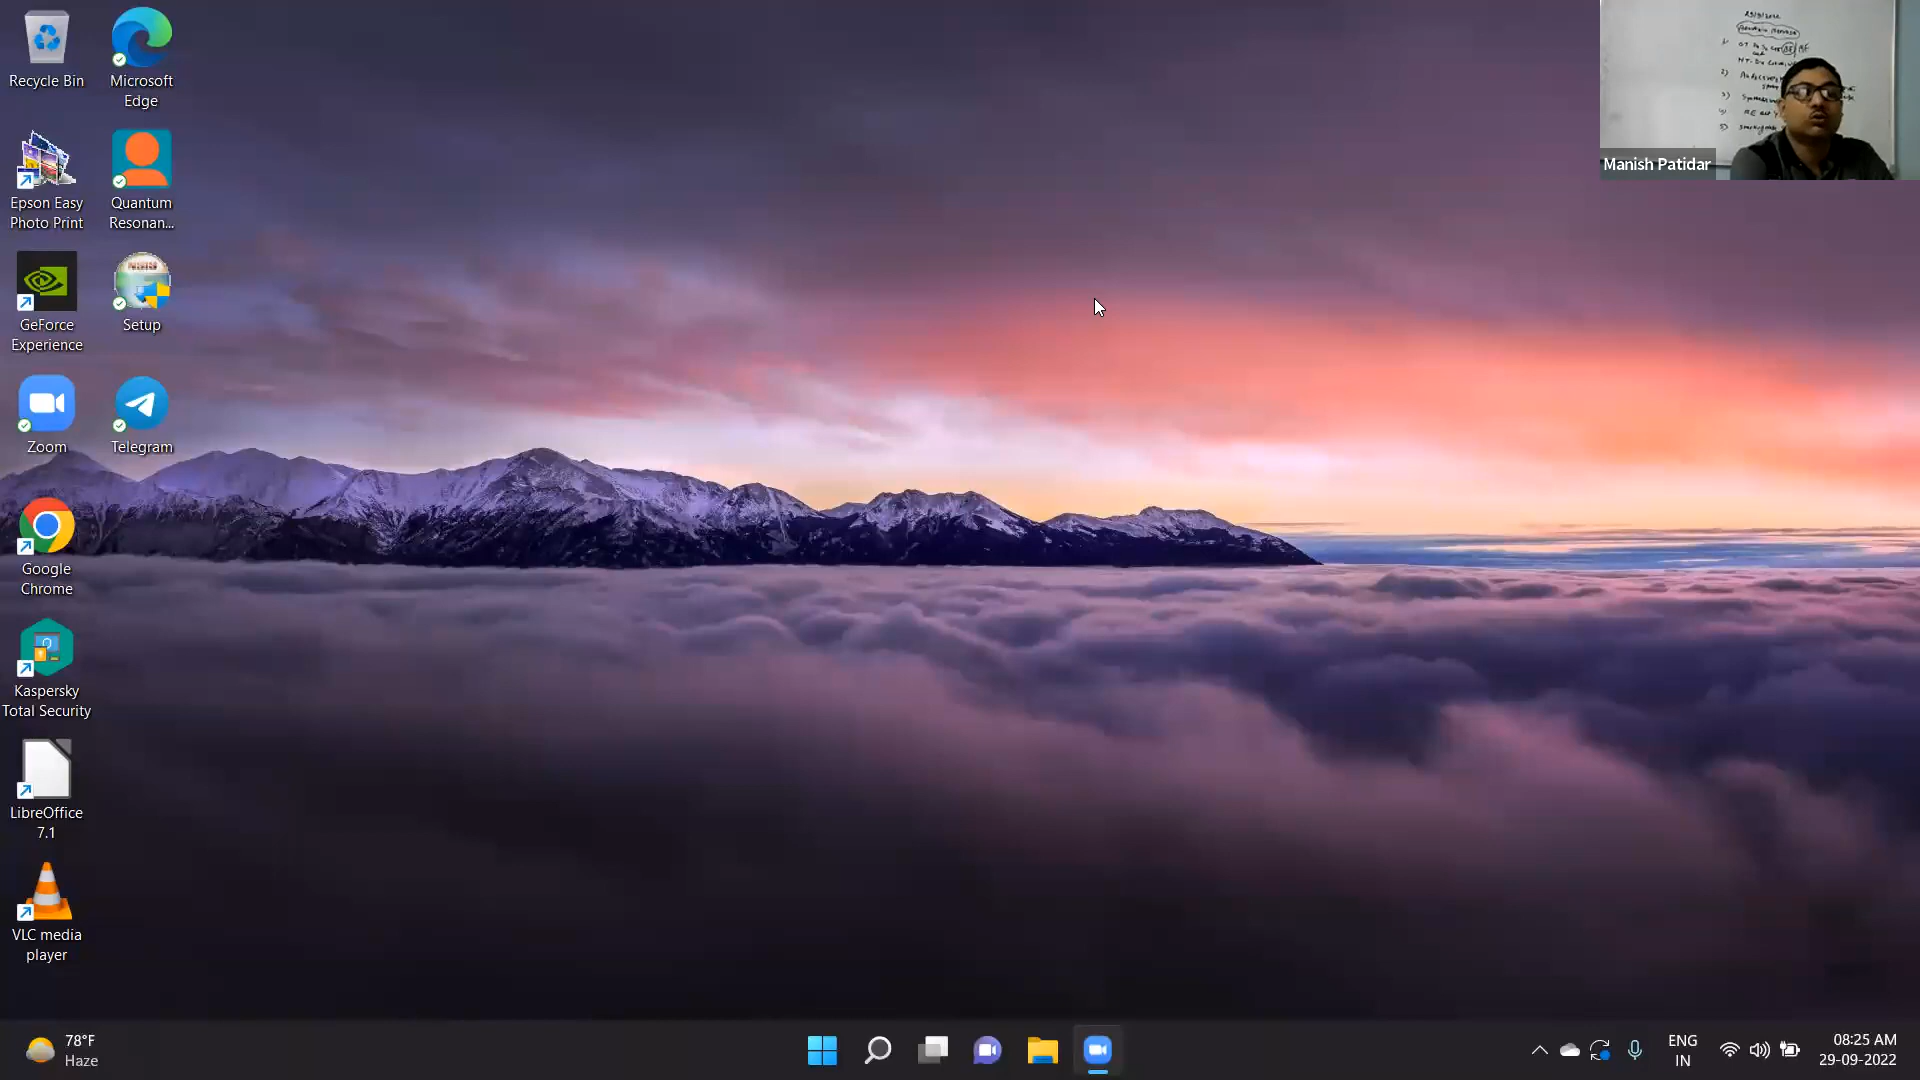 Recycle Bin
Microsoft
Edge
Epson Easy
Photo Print
Quantum
Resonan...
GeForce
Experience
NSIS
Setup
Zoom
Telegram
Google
Chrome
Kaspersky
Total Security
LibreOffice
7.1
VLC media
player
Manish Patidar
78°F
Haze
ENG
IN
08:25 AM
29-09-2022